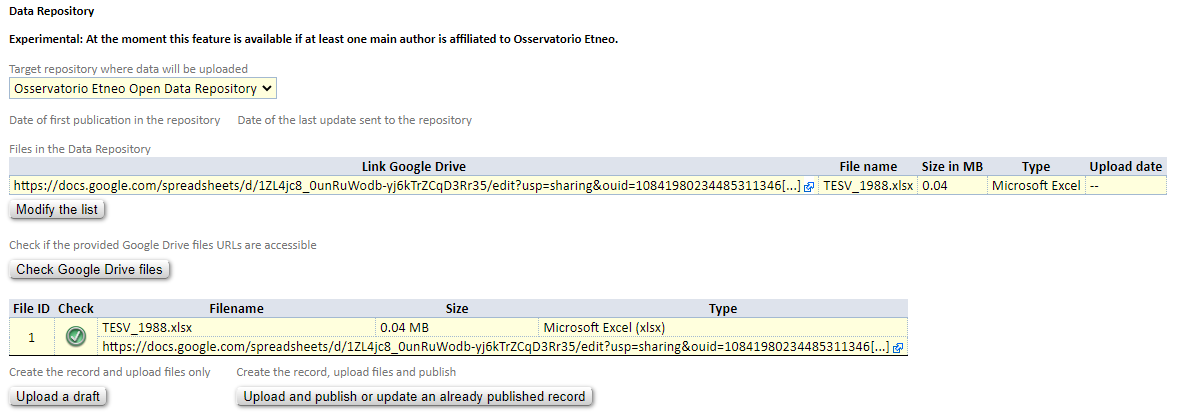 Data Repository
Experimental: At the moment this feature is available if at least one main author is affiliated to Osservatorio Etneo.
Target repository where data will be uploaded
Osservatorio Etneo Open Data Repository
Date of first publication in the repository Date of the last update sent to the repository
Files in the Data Repository
Link Google Drive File name Size in MB Type Upload date
https://docs.google.com/spreadsheets/d/1ZL4jc8_0unRuWodb-yj6kTrZCqD3Rr35/edit?usp=sharing&ouid=10841980234485311346[...] TESV_1988.xlsx 0.04 Microsoft Excel --
Modify the list
Check if the provided Google Drive files URLs are accessible
Check Google Drive files
File ID Check Filename Size Type
1 TESV_1988.xlsx 0.04 MB Microsoft Excel (xlsx)
https://docs.google.com/spreadsheets/d/1ZL4jc8_0unRuWodb-yj6kTrZCqD3Rr35/edit?usp=sharing&ouid=10841980234485311346[...]
Create the record and upload files only Create the record, upload files and publish
Upload a draft Upload and publish or update an already published record